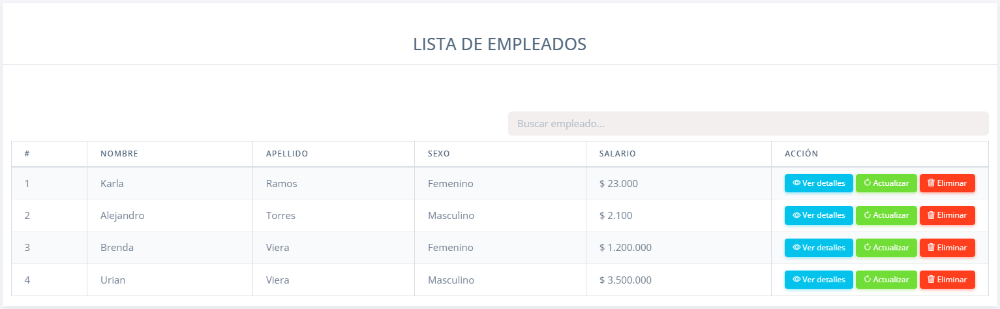 LISTA DE EMPLEADOS
Buscar empleado...
# NOMBRE APELLIDO SEXO SALARIO ACCIÓN
1 Karla Ramos Femenino $ 23.000 Ver detalles Actualizar Eliminar
2 Alejandro Torres Masculino $ 2.100 Ver detalles Actualizar Eliminar
3 Brenda Viera Femenino $ 1.200.000 Ver detalles Actualizar Eliminar
4 Urian Viera Masculino $ 3.500.000 Ver detalles Actualizar Eliminar